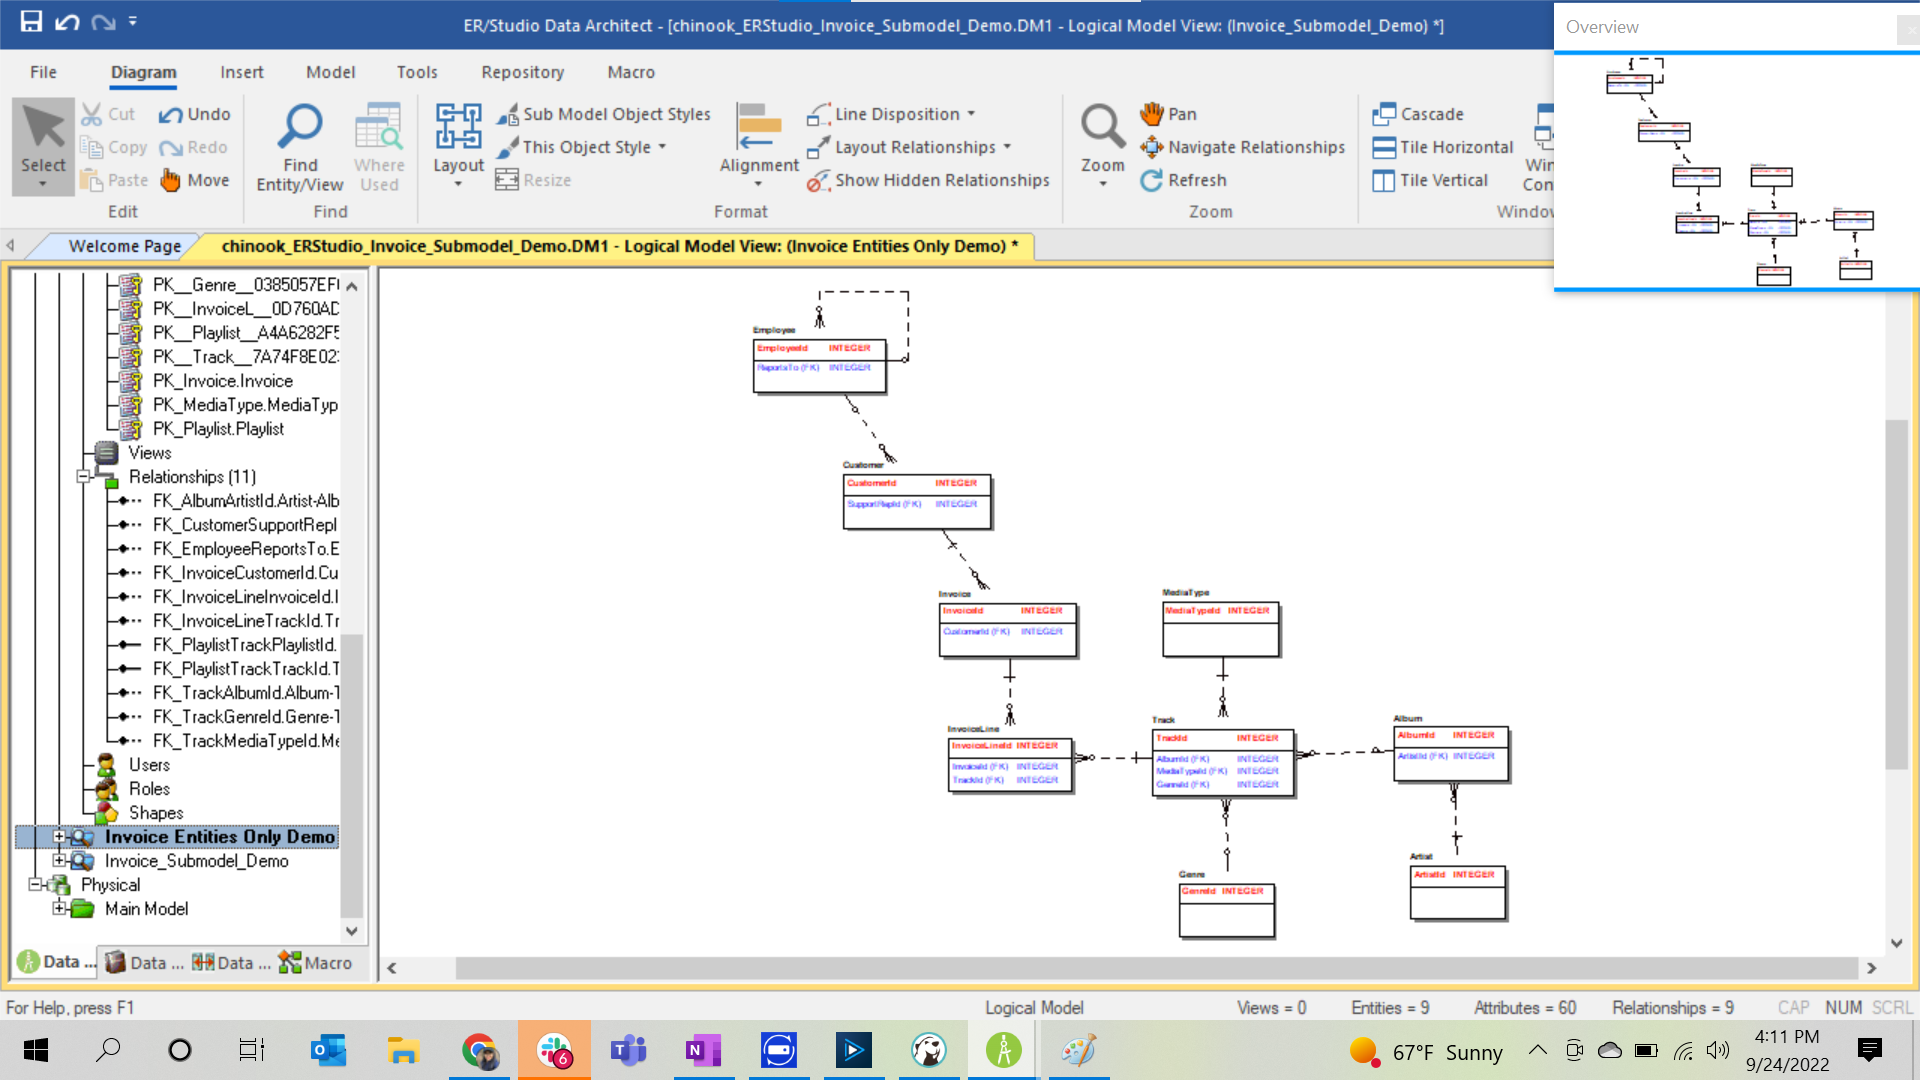 ER/Studio Data Architect - [chinook_ERStudio_Invoice_Submodel_Demo.DM1 - Logical Model View: (Invoice_Submodel_Demo) *]
Overview
File Diagram Insert Model Tools Repository Macro
Select
Cut
Copy
Paste
Undo
Redo
Move
Edit
Find
Entity/View
Where
Used
Find
Layout
Sub Model Object Styles
This Object Style
Resize
Alignment
Line Disposition
Layout Relationships
Show Hidden Relationships
Format
Zoom
Pan
Navigate Relationships
Refresh
Zoom
Cascade
Tile Horizontal
Tile Vertical
Win
Con
Window
Welcome Page
chinook_ERStudio_Invoice_Submodel_Demo.DM1 - Logical Model View: (Invoice Entities Only Demo) *
PK__Genre__0385057EF
PK__InvoiceL__0D760AD
PK__Playlist__A4A6282F5
PK__Track__7A74F8E02
PK_Invoice.Invoice
PK_MediaType.MediaTyp
PK_Playlist.Playlist
Views
Relationships (11)
FK_AlbumArtistId.Artist-Alb
FK_CustomerSupportRepI
FK_EmployeeReportsTo.E
FK_InvoiceCustomerId.Cu
FK_InvoiceLineInvoiceId.I
FK_InvoiceLineTrackId.Tr
FK_PlaylistTrackPlaylistId.
FK_PlaylistTrackTrackId.T
FK_TrackAlbumId.Album-T
FK_TrackGenreId.Genre-T
FK_TrackMediaTypeId.Me
Users
Roles
Shapes
Invoice Entities Only Demo
Invoice_Submodel_Demo
Physical
Main Model
Data ... Data ... Data ... Macro
Employee
EmployeeId INTEGER
ReportsTo (FK) INTEGER
Customer
CustomerId INTEGER
SupportRepId (FK) INTEGER
Invoice
InvoiceId INTEGER
CustomerId (FK) INTEGER
MediaType
MediaTypeId INTEGER
InvoiceLine
InvoiceLineId INTEGER
InvoiceId (FK) INTEGER
TrackId (FK) INTEGER
Track
TrackId INTEGER
AlbumId (FK) INTEGER
MediaTypeId (FK) INTEGER
GenreId (FK) INTEGER
Album
AlbumId INTEGER
ArtistId (FK) INTEGER
Genre
GenreId INTEGER
Artist
ArtistId INTEGER
For Help, press F1
Logical Model Views = 0 Entities = 9 Attributes = 60 Relationships = 9 CAP NUM SCRL
6
67°F Sunny
4:11 PM
9/24/2022